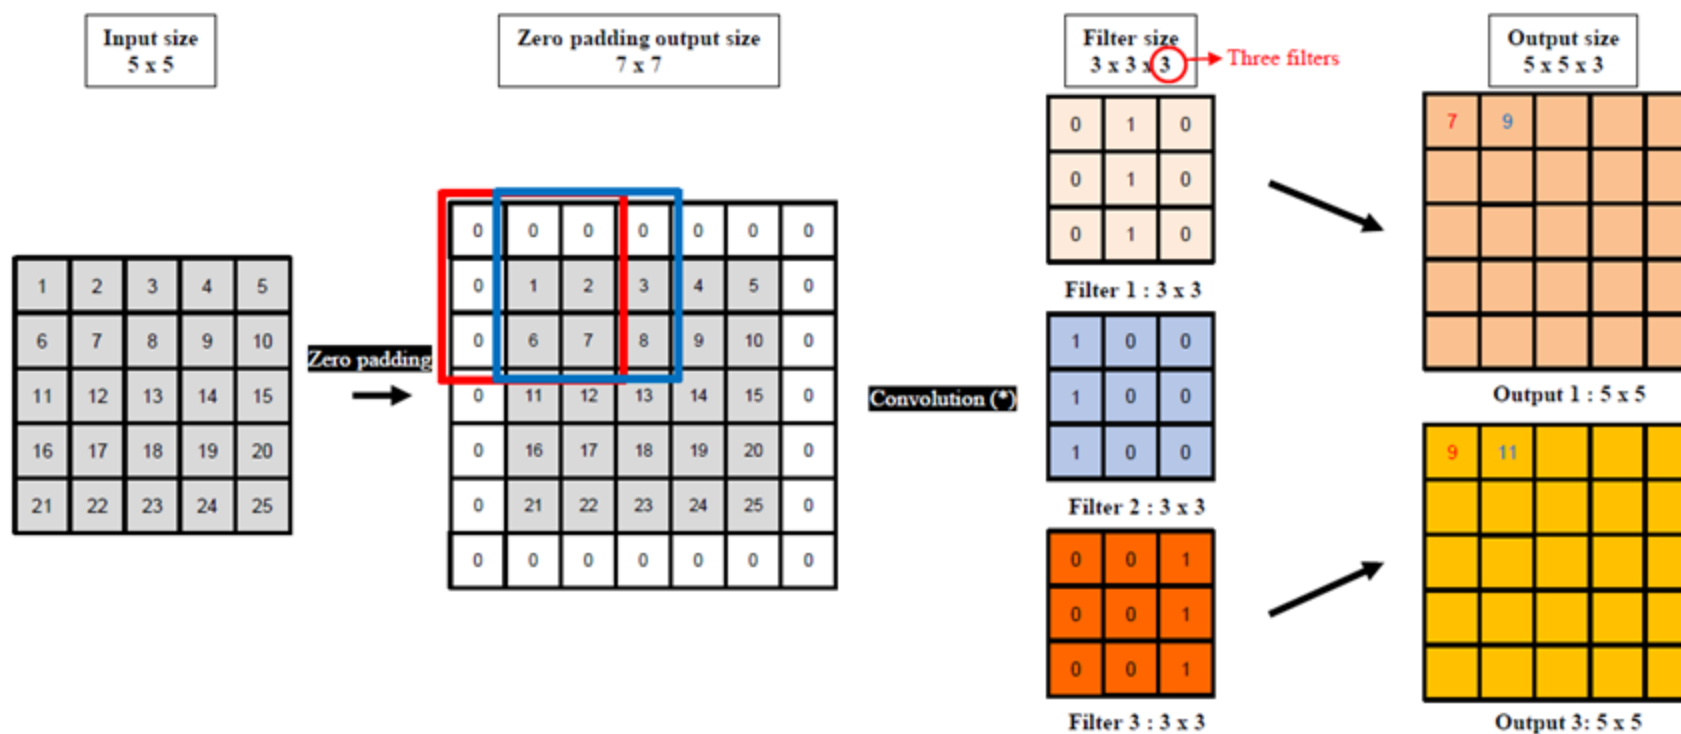 Input size
5 x 5
Zero padding output size
7 x 7
Filter size
3 x 3 x 3
Three filters
Output size
5 x 5 x 3
1 2 3 4 5
6 7 8 9 10
11 12 13 14 15
16 17 18 19 20
21 22 23 24 25
Zero padding
0 0 0 0 0 0 0
0 1 2 3 4 5 0
0 6 7 8 9 10 0
0 11 12 13 14 15 0
0 16 17 18 19 20 0
0 21 22 23 24 25 0
0 0 0 0 0 0 0
Convolution (*)
0 1 0
0 1 0
0 1 0
Filter 1 : 3 x 3
1 0 0
1 0 0
1 0 0
Filter 2 : 3 x 3
0 0 1
0 0 1
0 0 1
Filter 3 : 3 x 3
7 9
Output 1 : 5 x 5
9 11
Output 3: 5 x 5